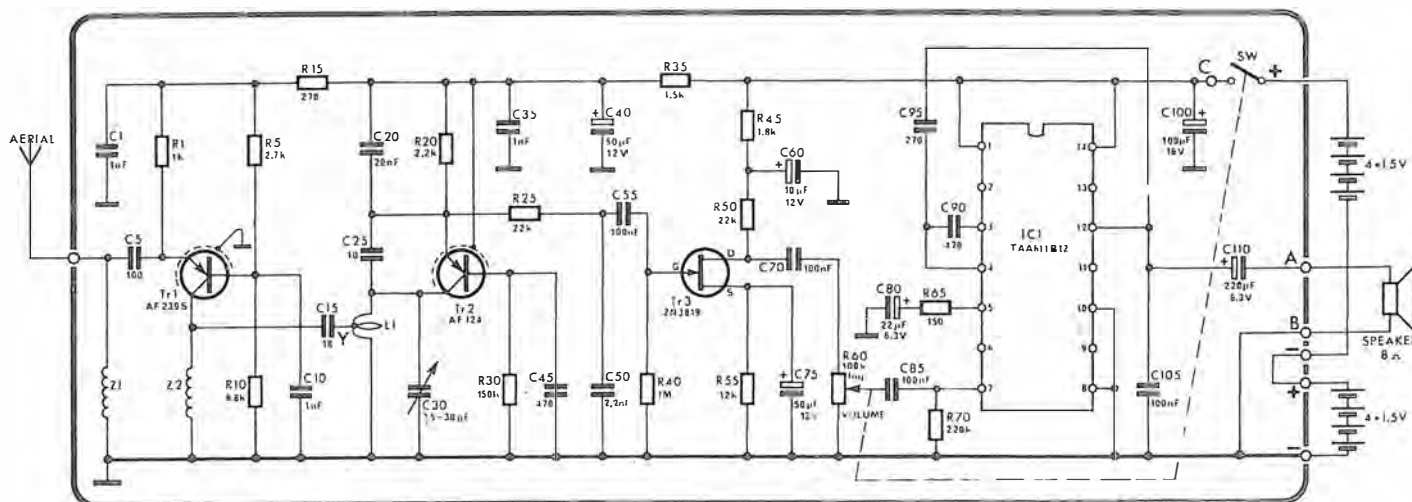 AERIAL
C1
1nF
R1
1k
R5
2.7k
R15
270
C5
100
Tr1
AF239S
Z1
Z2
R10
6.8k
C10
1nF
C15
18
Y
L1
C20
20nF
C25
10
R20
2,2k
C30
Tr2
AF124
R25
22k
R30
150k
C35
1nF
C40
+
50µF
12V
C45
470
C50
2,2nF
C55
100nF
R35
1.5k
R40
1M
G
D
S
Tr3
2N3819
R45
1.8k
R50
22k
C60
+
10µF
12V
C70
100nF
R55
12k
C75
+
50µF
12V
R60
100k
VOLUME
C80
+
22µF
6.3V
R65
150
C85
100nF
R70
220k
C90
470
C95
270
IC1
1
2
3
4
5
6
7
14
13
12
11
10
9
8
C100
+
100µF
16V
C
SW
+
C105
100nF
C110
+
220µF
6.3V
A
B
SPEAKER
8Ω
4×1.5V
−
+
4×1.5V
−